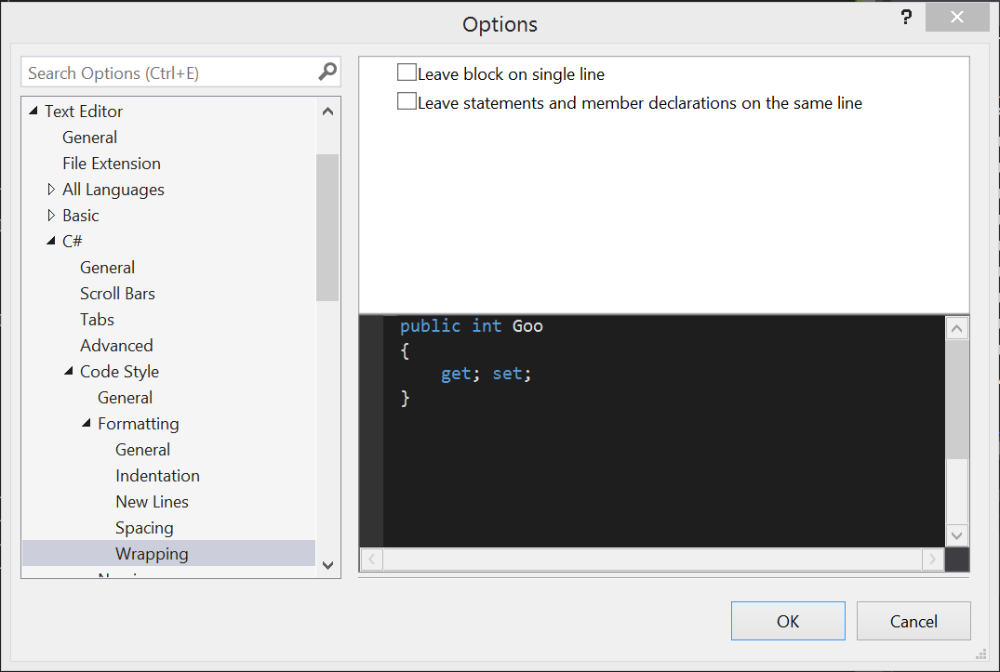 Options
?
Search Options (Ctrl+E)
Text Editor
General
File Extension
All Languages
Basic
C#
General
Scroll Bars
Tabs
Advanced
Code Style
General
Formatting
General
Indentation
New Lines
Spacing
Wrapping
Leave block on single line
Leave statements and member declarations on the same line
public int Goo
{
    get; set;
}
OK
Cancel